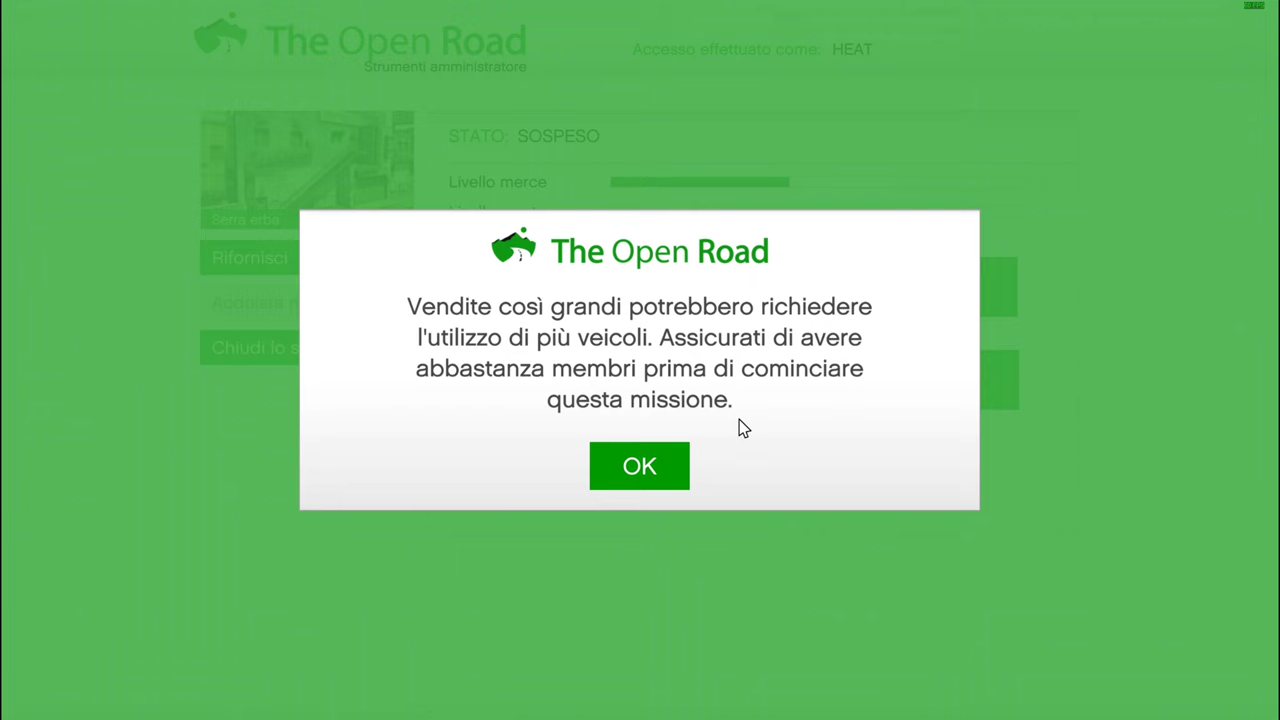 The Open Road
Strumenti amministratore
Accesso effettuato come: HEAT
STATO: SOSPESO
Livello merce
Serra erba
Rifornisci
Chiudi lo s
The Open Road
Vendite così grandi potrebbero richiedere
l'utilizzo di più veicoli. Assicurati di avere
abbastanza membri prima di cominciare
questa missione.
OK